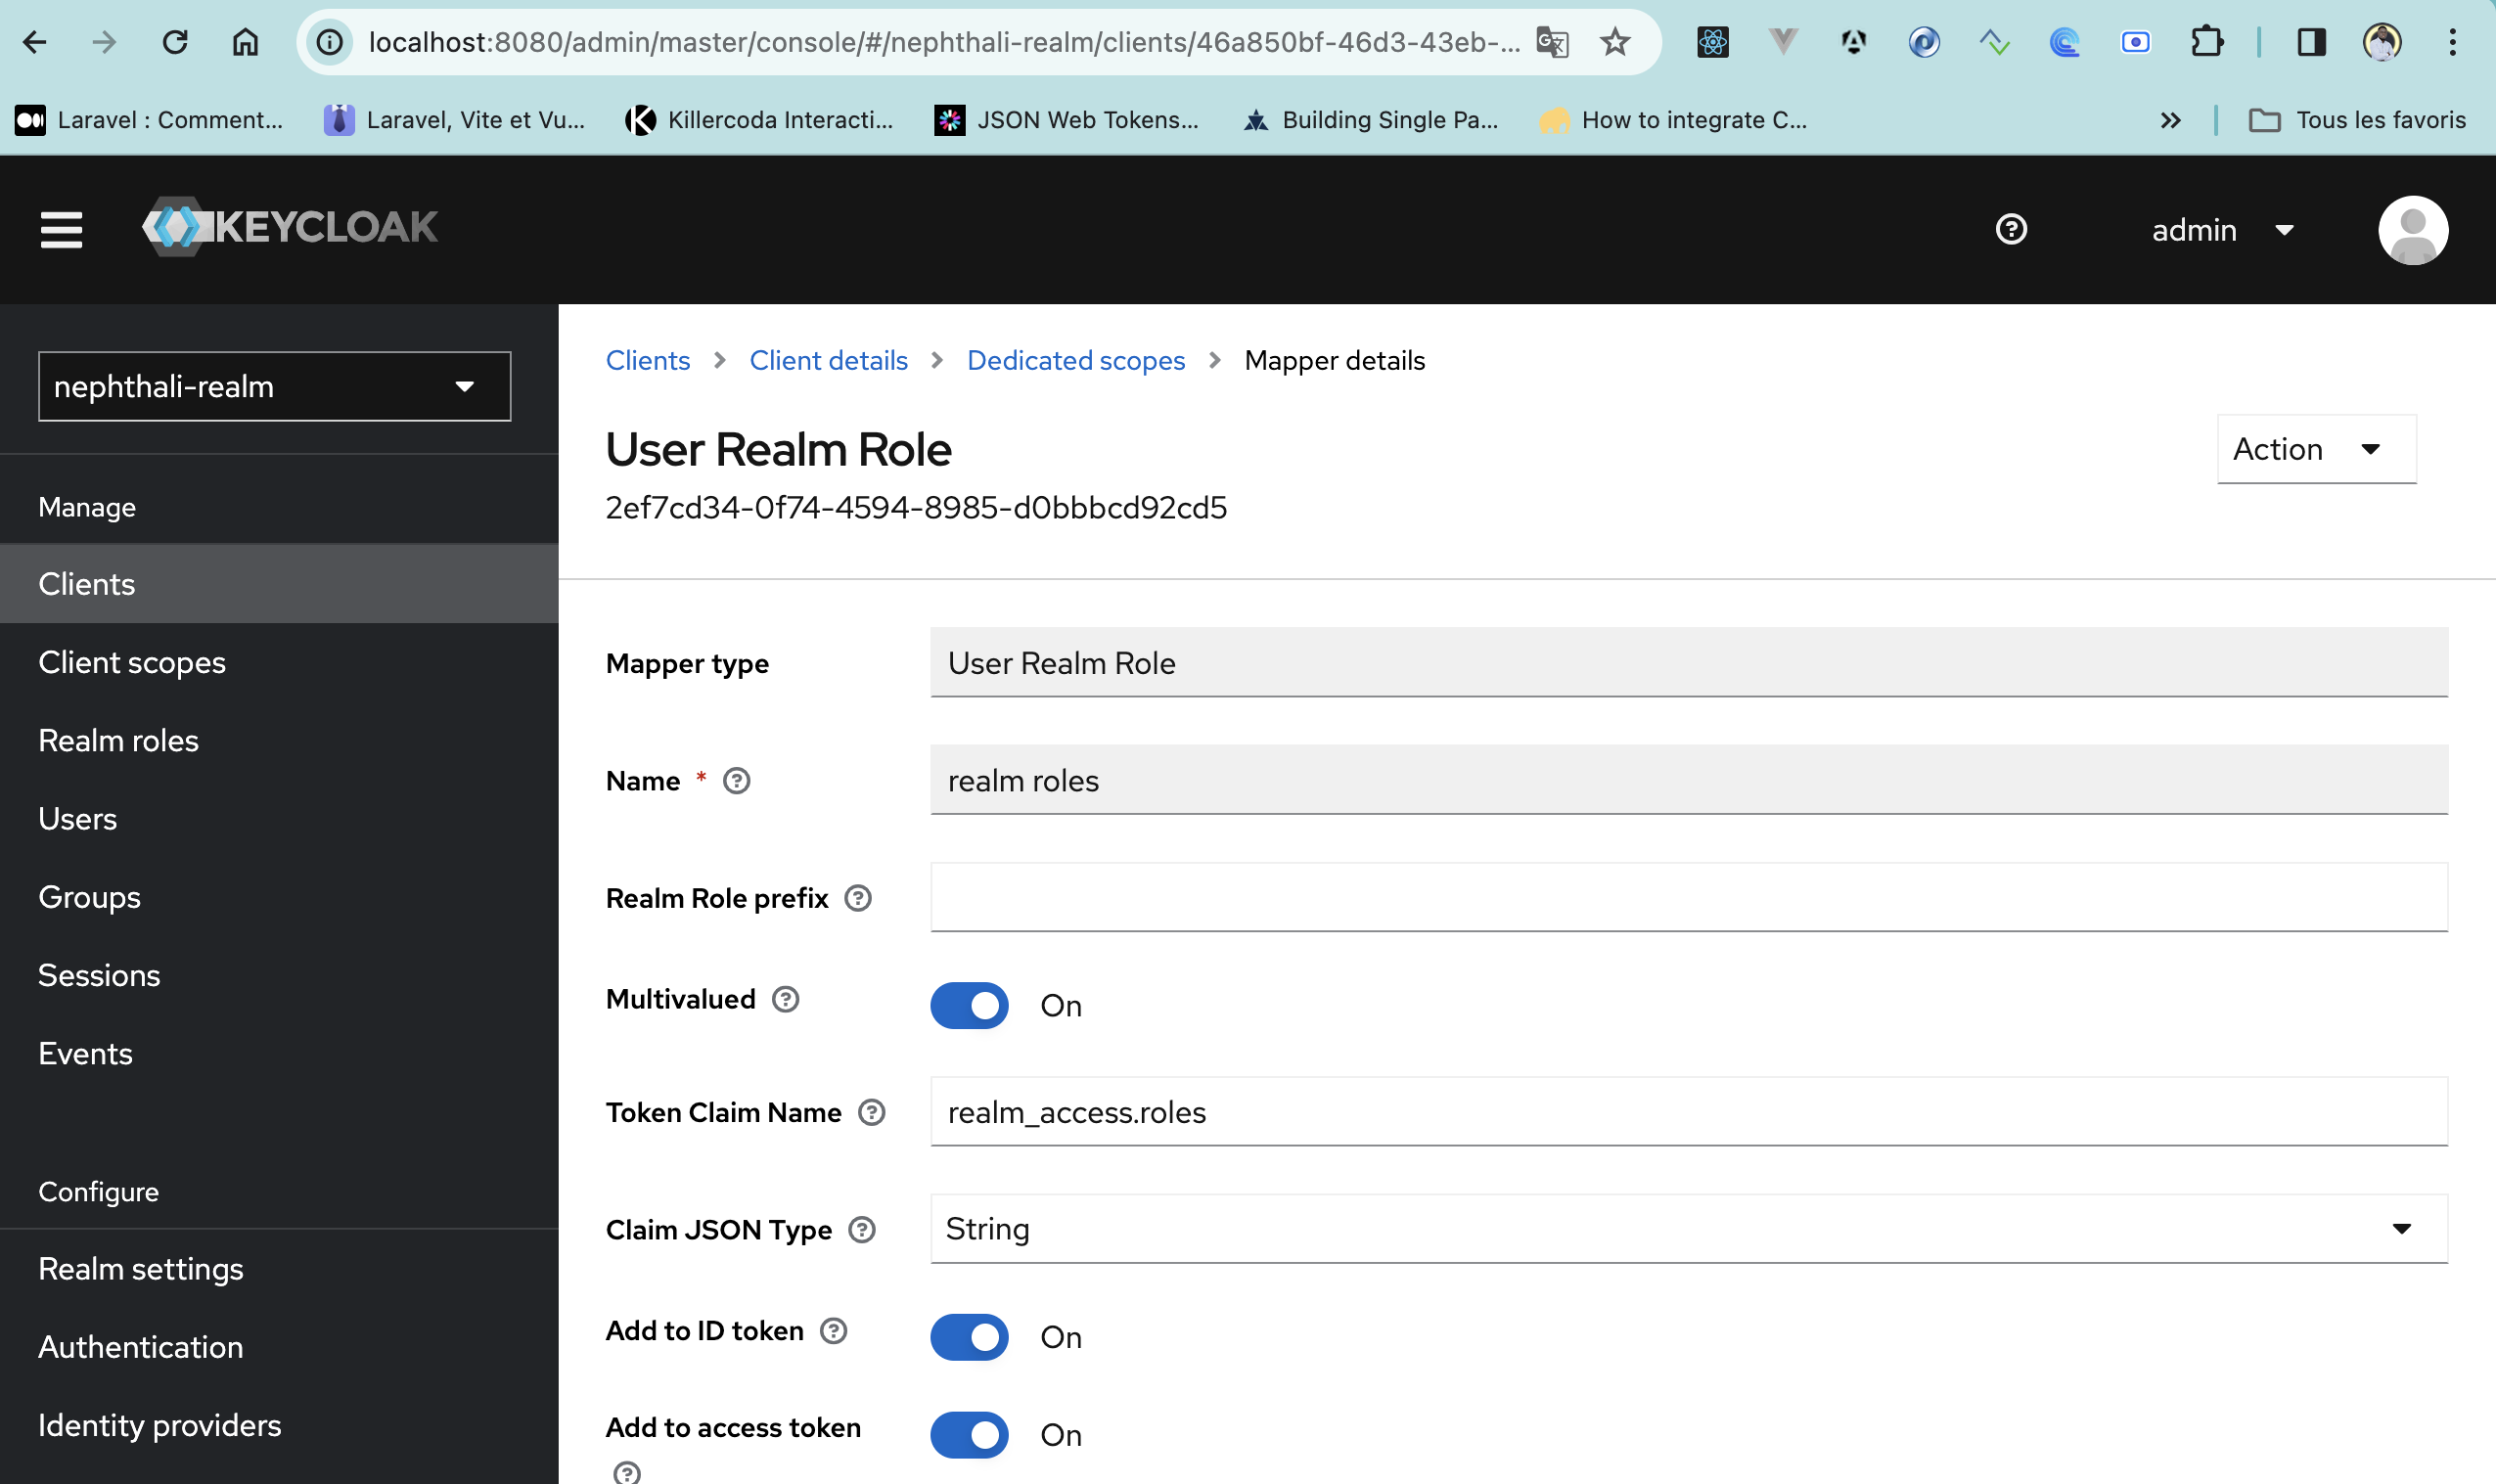 localhost:8080/admin/master/console/#/nephthali-realm/clients/46a850bf-46d3-43eb-...
Laravel : Comment...
Laravel, Vite et Vu...
Killercoda Interacti...
JSON Web Tokens...
Building Single Pa...
How to integrate C...
Tous les favoris
KEYCLOAK
admin
nephthali-realm
Manage
Clients
Client scopes
Realm roles
Users
Groups
Sessions
Events
Configure
Realm settings
Authentication
Identity providers
Clients > Client details > Dedicated scopes > Mapper details
User Realm Role
Action
2ef7cd34-0f74-4594-8985-d0bbbcd92cd5
Mapper type User Realm Role
Name * realm roles
Realm Role prefix
Multivalued On
Token Claim Name realm_access.roles
Claim JSON Type String
Add to ID token On
Add to access token On